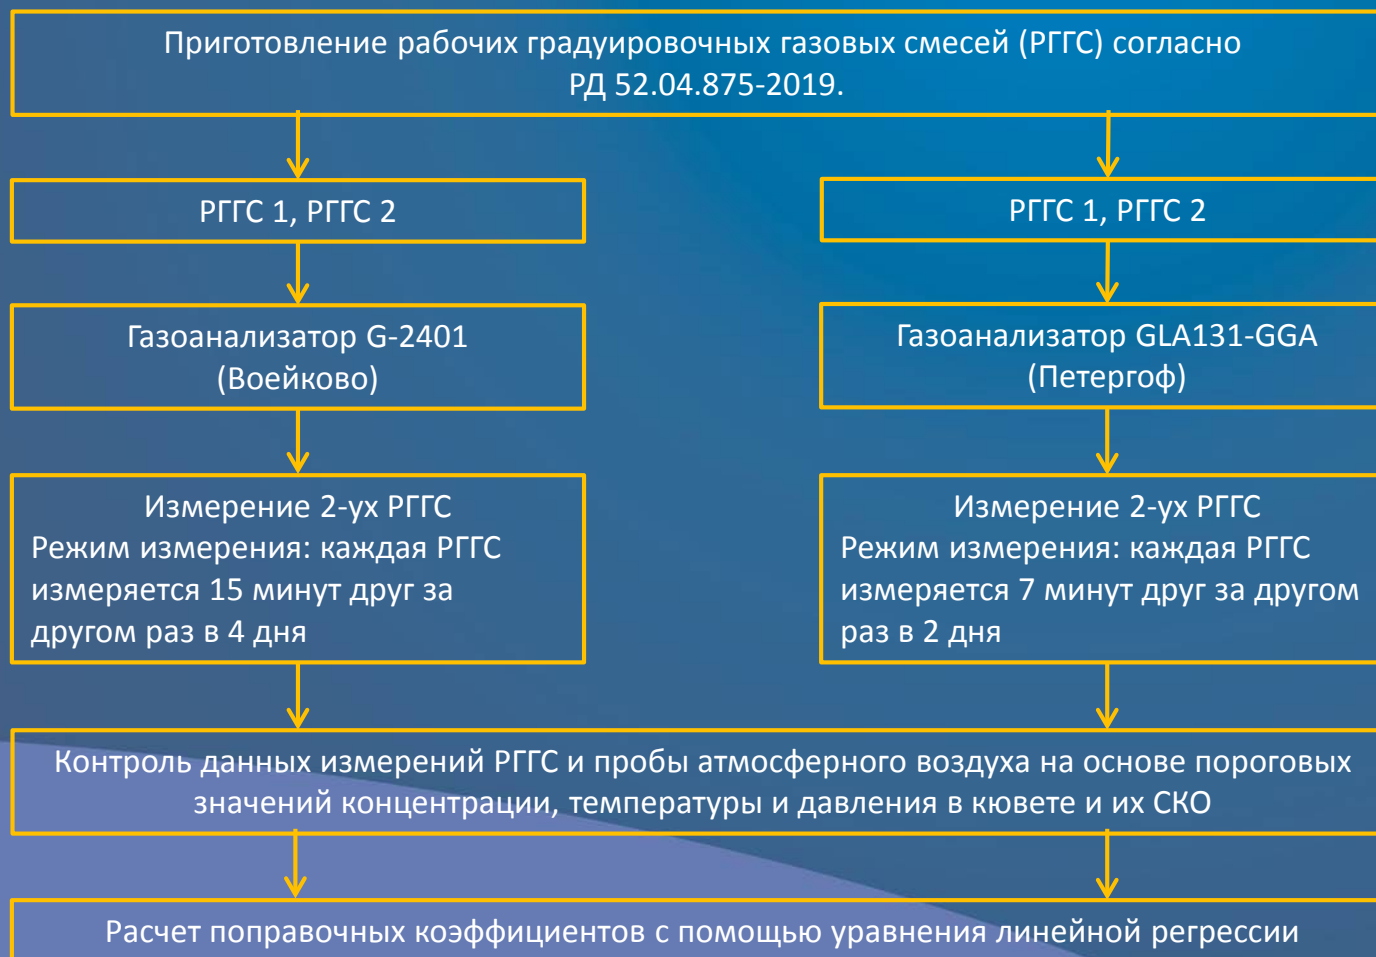 Приготовление рабочих градуировочных газовых смесей (РГГС) согласно
РД 52.04.875-2019.
РГГС 1, РГГС 2
РГГС 1, РГГС 2
Газоанализатор G-2401
(Воейково)
Газоанализатор GLA131-GGA
(Петергоф)
Измерение 2-ух РГГС
Режим измерения: каждая РГГС
измеряется 15 минут друг за
другом раз в 4 дня
Измерение 2-ух РГГС
Режим измерения: каждая РГГС
измеряется 7 минут друг за другом
раз в 2 дня
Контроль данных измерений РГГС и пробы атмосферного воздуха на основе пороговых
значений концентрации, температуры и давления в кювете и их СКО
Расчет поправочных коэффициентов с помощью уравнения линейной регрессии